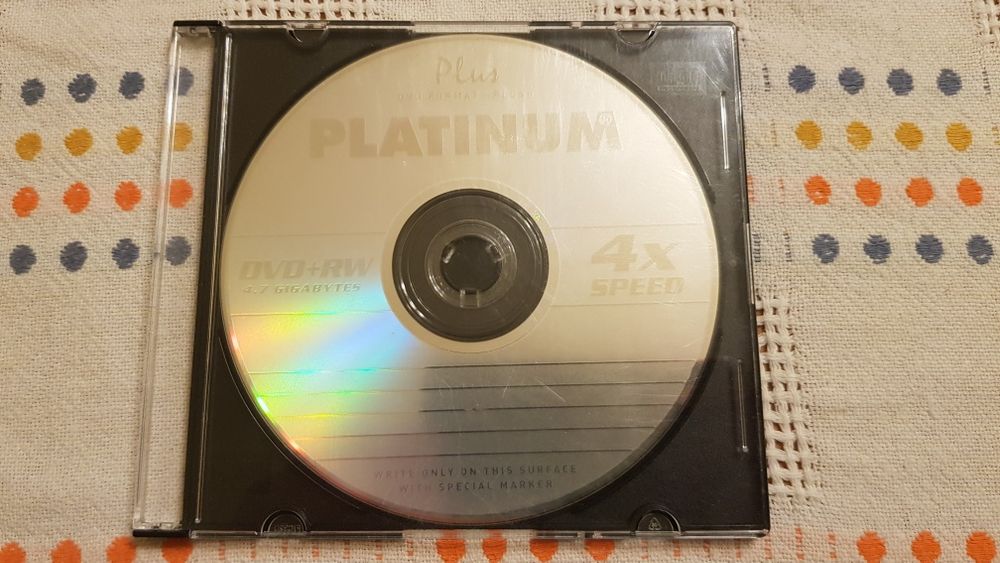 Plus
PLATINUM®
DVD+RW
4.7 GIGABYTES
4x
SPEED
WRITE ONLY ON THIS SURFACE
WITH SPECIAL MARKER